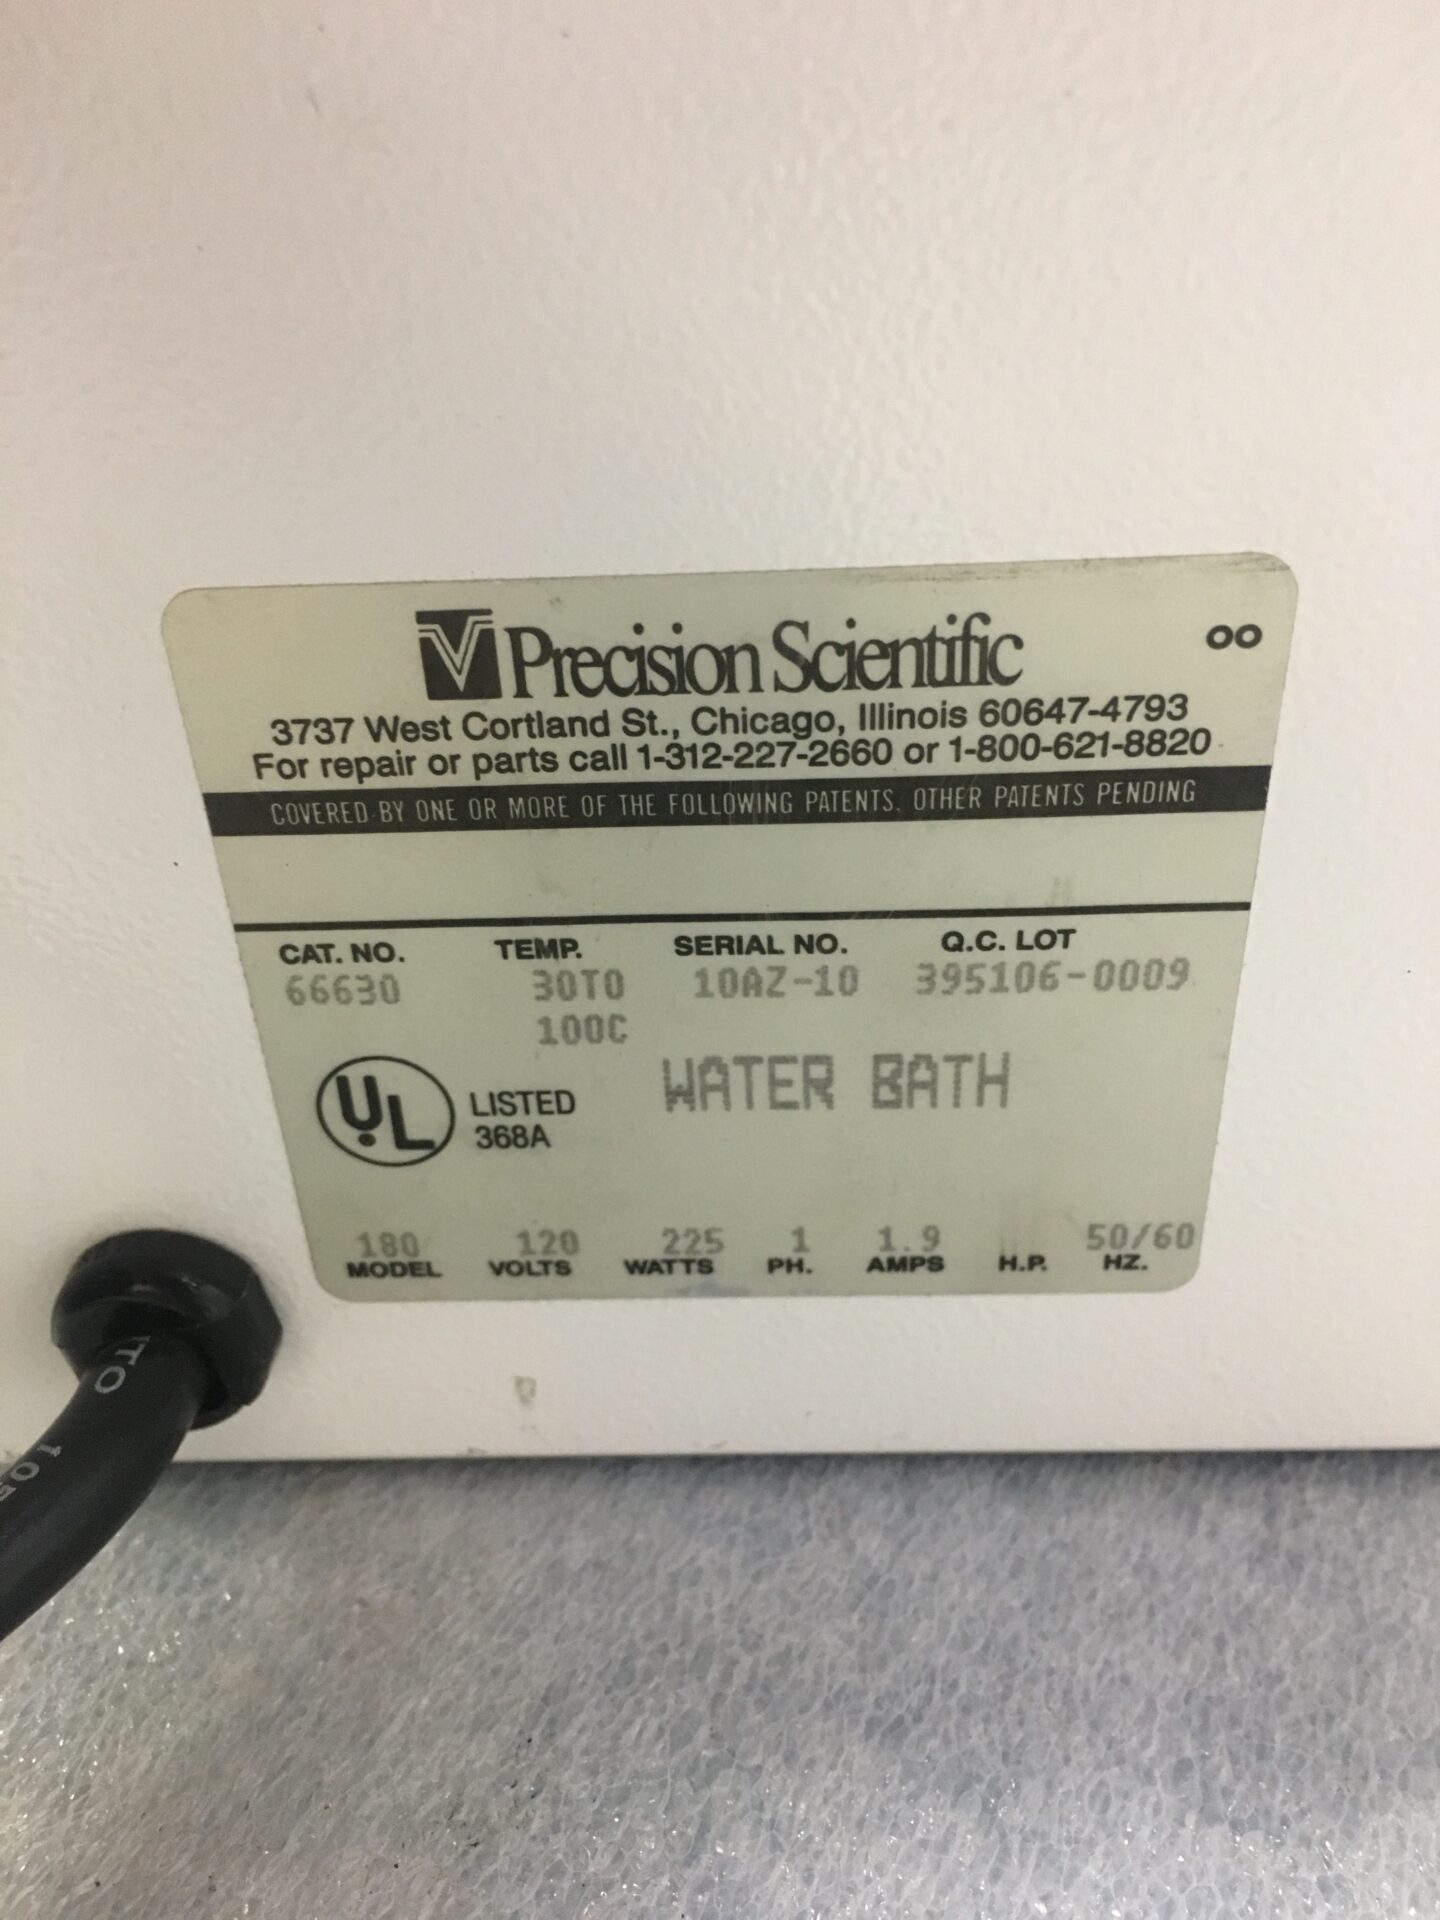 Precision Scientific
OO
3737 West Cortland St., Chicago, Illinois 60647-4793
For repair or parts call 1-312-227-2660 or 1-800-621-8820
COVERED BY ONE OR MORE OF THE FOLLOWING PATENTS. OTHER PATENTS PENDING
CAT. NO. TEMP. SERIAL NO. Q.C. LOT
66630 30TO 10AZ-10 395106-0009
100C
WATER BATH
UL LISTED
368A
180 120 225 1 1.9 50/60
MODEL VOLTS WATTS PH. AMPS H.P. HZ.